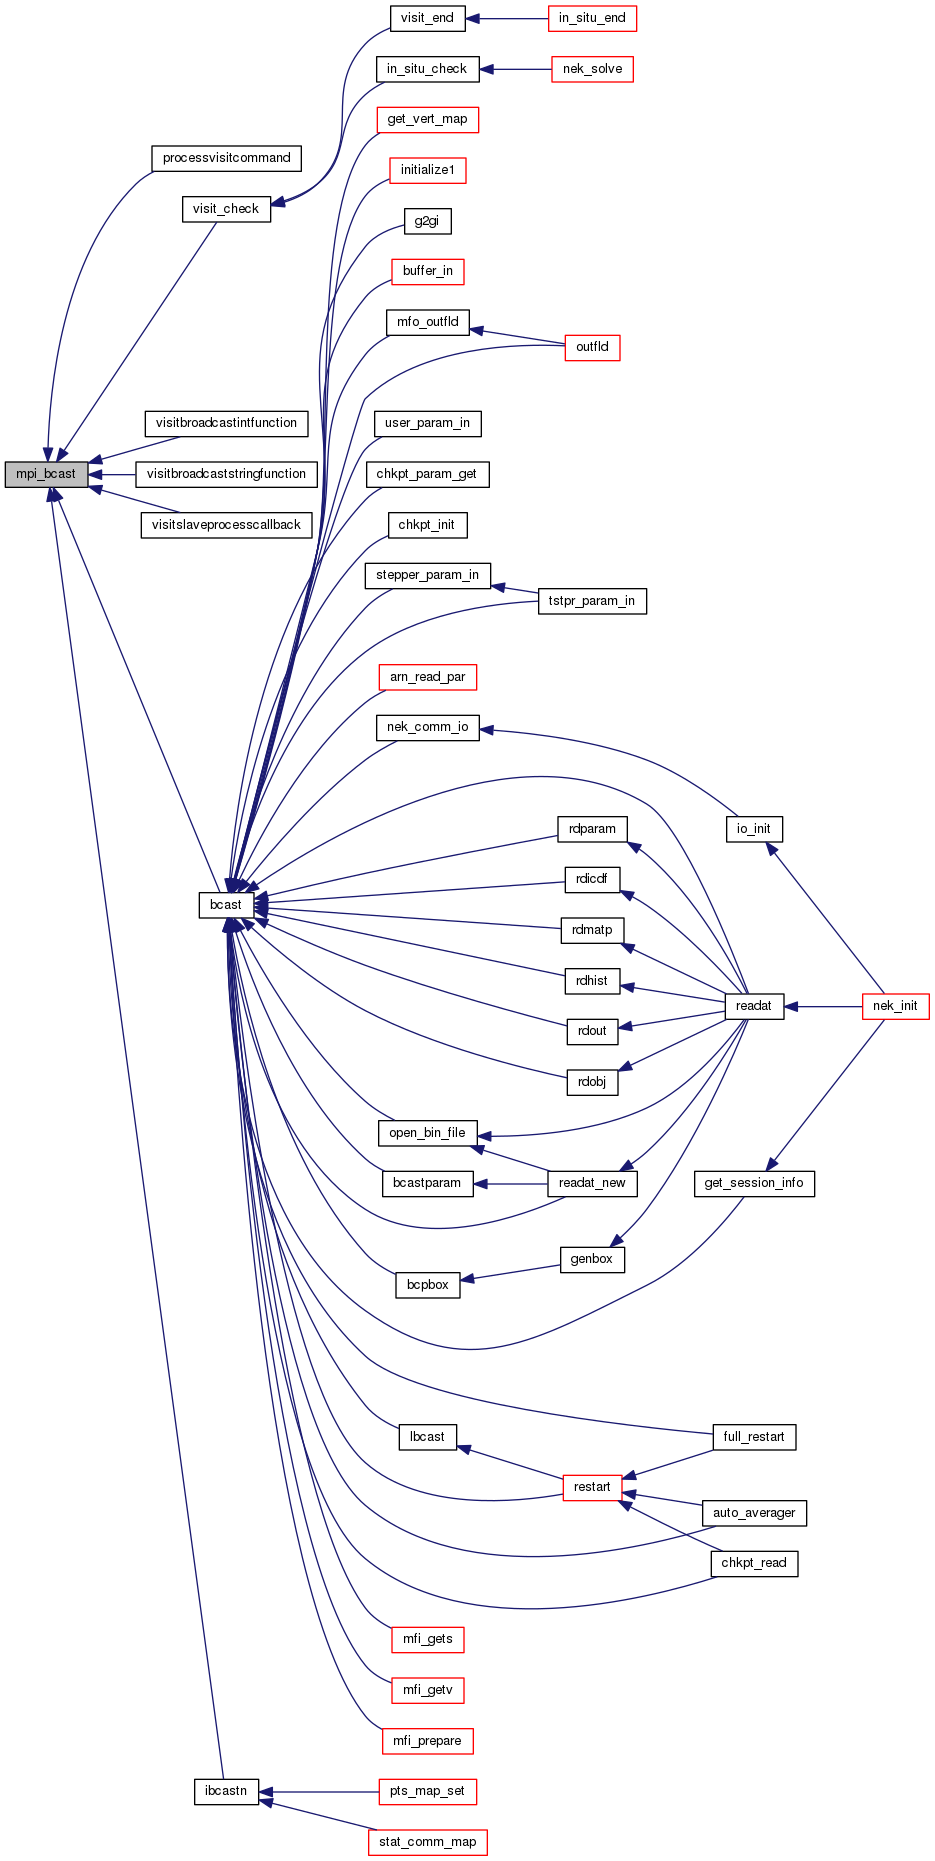 visit_end
in_situ_end
in_situ_check
nek_solve
get_vert_map
processvisitcommand
initialize1
visit_check
g2gi
buffer_in
mfo_outfld
outfld
visitbroadcastintfunction
user_param_in
mpi_bcast
visitbroadcaststringfunction
chkpt_param_get
visitslaveprocesscallback
chkpt_init
stepper_param_in
tstpr_param_in
arn_read_par
nek_comm_io
rdparam
io_init
rdicdf
bcast
rdmatp
rdhist
readat
nek_init
rdout
rdobj
open_bin_file
bcastparam
readat_new
get_session_info
genbox
bcpbox
lbcast
full_restart
restart
auto_averager
chkpt_read
mfi_gets
mfi_getv
mfi_prepare
ibcastn
pts_map_set
stat_comm_map